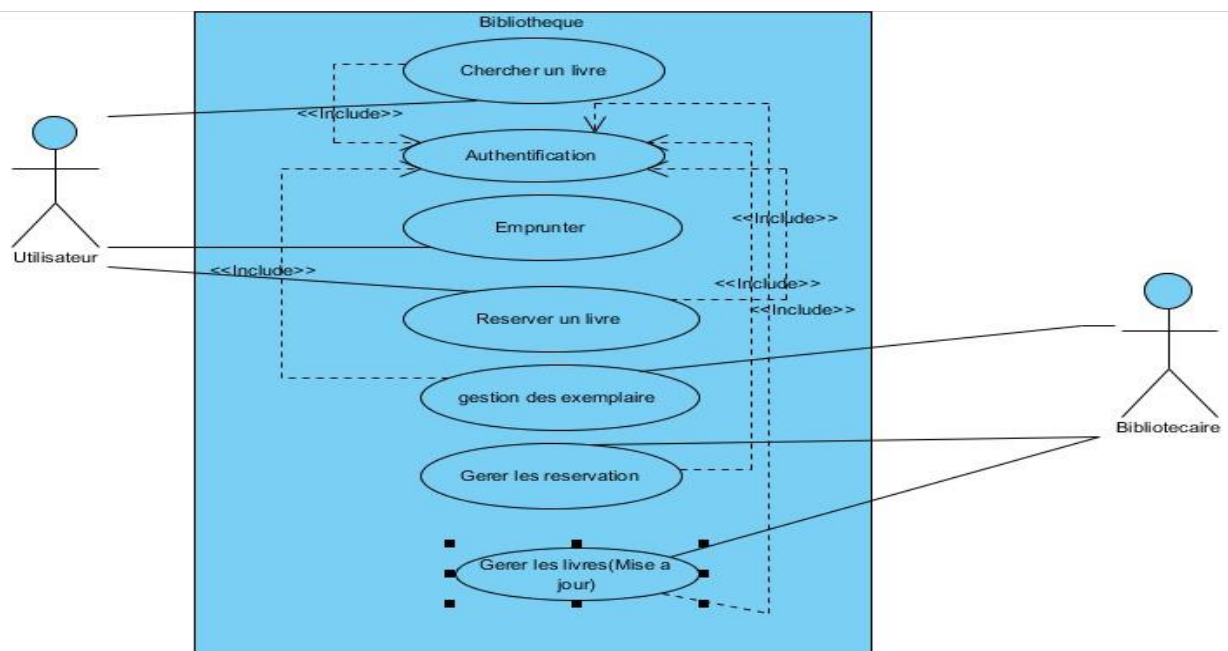 Bibliotheque
Chercher un livre
<<Include>>
Authentification
Emprunter
<<Include>>
Utilisateur
<<Include>>
<<Include>>
<<Include>>
Reserver un livre
gestion des exemplaire
Bibliotecaire
Gerer les reservation
Gerer les livres(Mise a
jour)